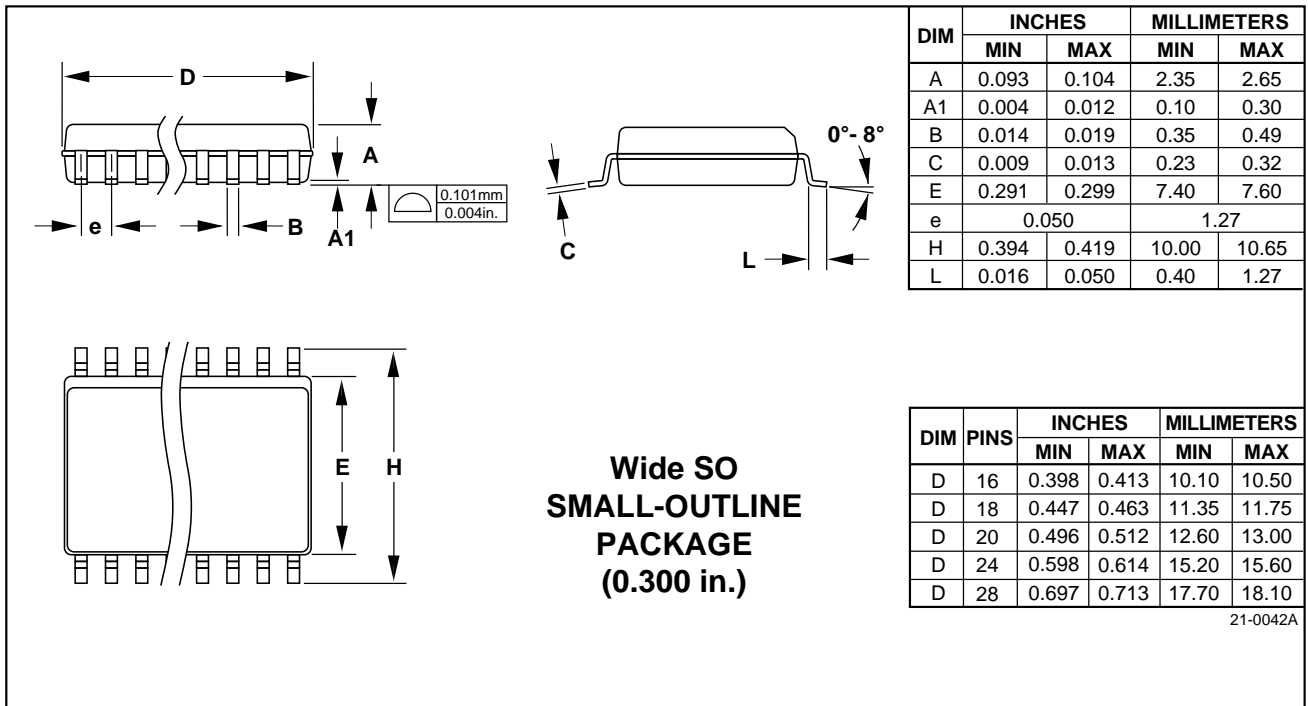 D
A
e
B
A1
0.101mm
0.004in.
0°- 8°
C
L
E
H
Wide SO
SMALL-OUTLINE
PACKAGE
(0.300 in.)
DIM INCHES MILLIMETERS
MIN MAX MIN MAX
A 0.093 0.104 2.35 2.65
A1 0.004 0.012 0.10 0.30
B 0.014 0.019 0.35 0.49
C 0.009 0.013 0.23 0.32
E 0.291 0.299 7.40 7.60
e 0.050 1.27
H 0.394 0.419 10.00 10.65
L 0.016 0.050 0.40 1.27
DIM PINS INCHES MILLIMETERS
MIN MAX MIN MAX
D 16 0.398 0.413 10.10 10.50
D 18 0.447 0.463 11.35 11.75
D 20 0.496 0.512 12.60 13.00
D 24 0.598 0.614 15.20 15.60
D 28 0.697 0.713 17.70 18.10
21-0042A